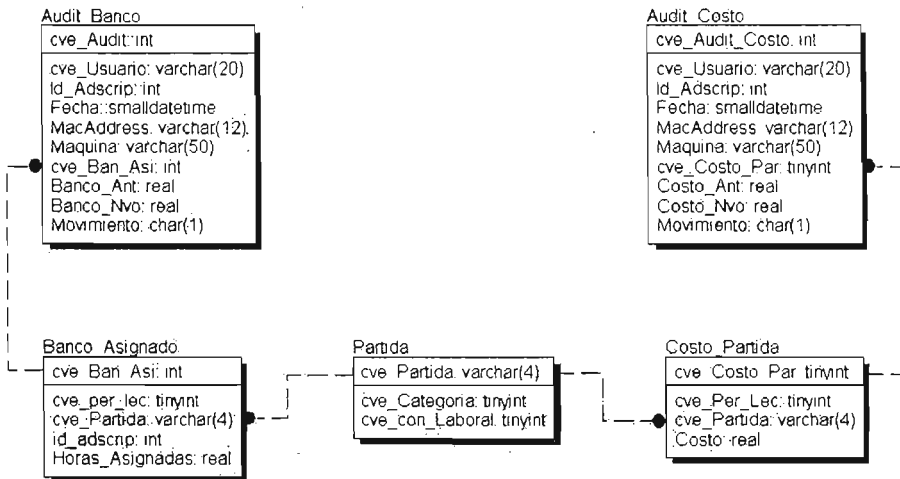 Audit_Banco
cve_Audit: int
cve_Usuario: varchar(20)
Id_Adscrip: int
Fecha: smalldatetime
MacAddress: varchar(12)
Maquina: varchar(50)
cve_Ban_Asi: int
Banco_Ant: real
Banco_Nvo: real
Movimiento: char(1)
Audit_Costo
cve_Audit_Costo: int
cve_Usuario: varchar(20)
Id_Adscrip: int
Fecha: smalldatetime
MacAddress: varchar(12)
Maquina: varchar(50)
cve_Costo_Par: tinyint
Costo_Ant: real
Costo_Nvo: real
Movimiento: char(1)
Banco_Asignado
cve_Ban_Asi: int
cve_per_lec: tinyint
cve_Partida: varchar(4)
id_adscrip: int
Horas_Asignadas: real
Partida
cve_Partida: varchar(4)
cve_Categoria: tinyint
cve_con_Laboral: tinyint
Costo_Partida
cve_Costo_Par: tinyint
cve_Per_Lec: tinyint
cve_Partida: varchar(4)
Costo: real